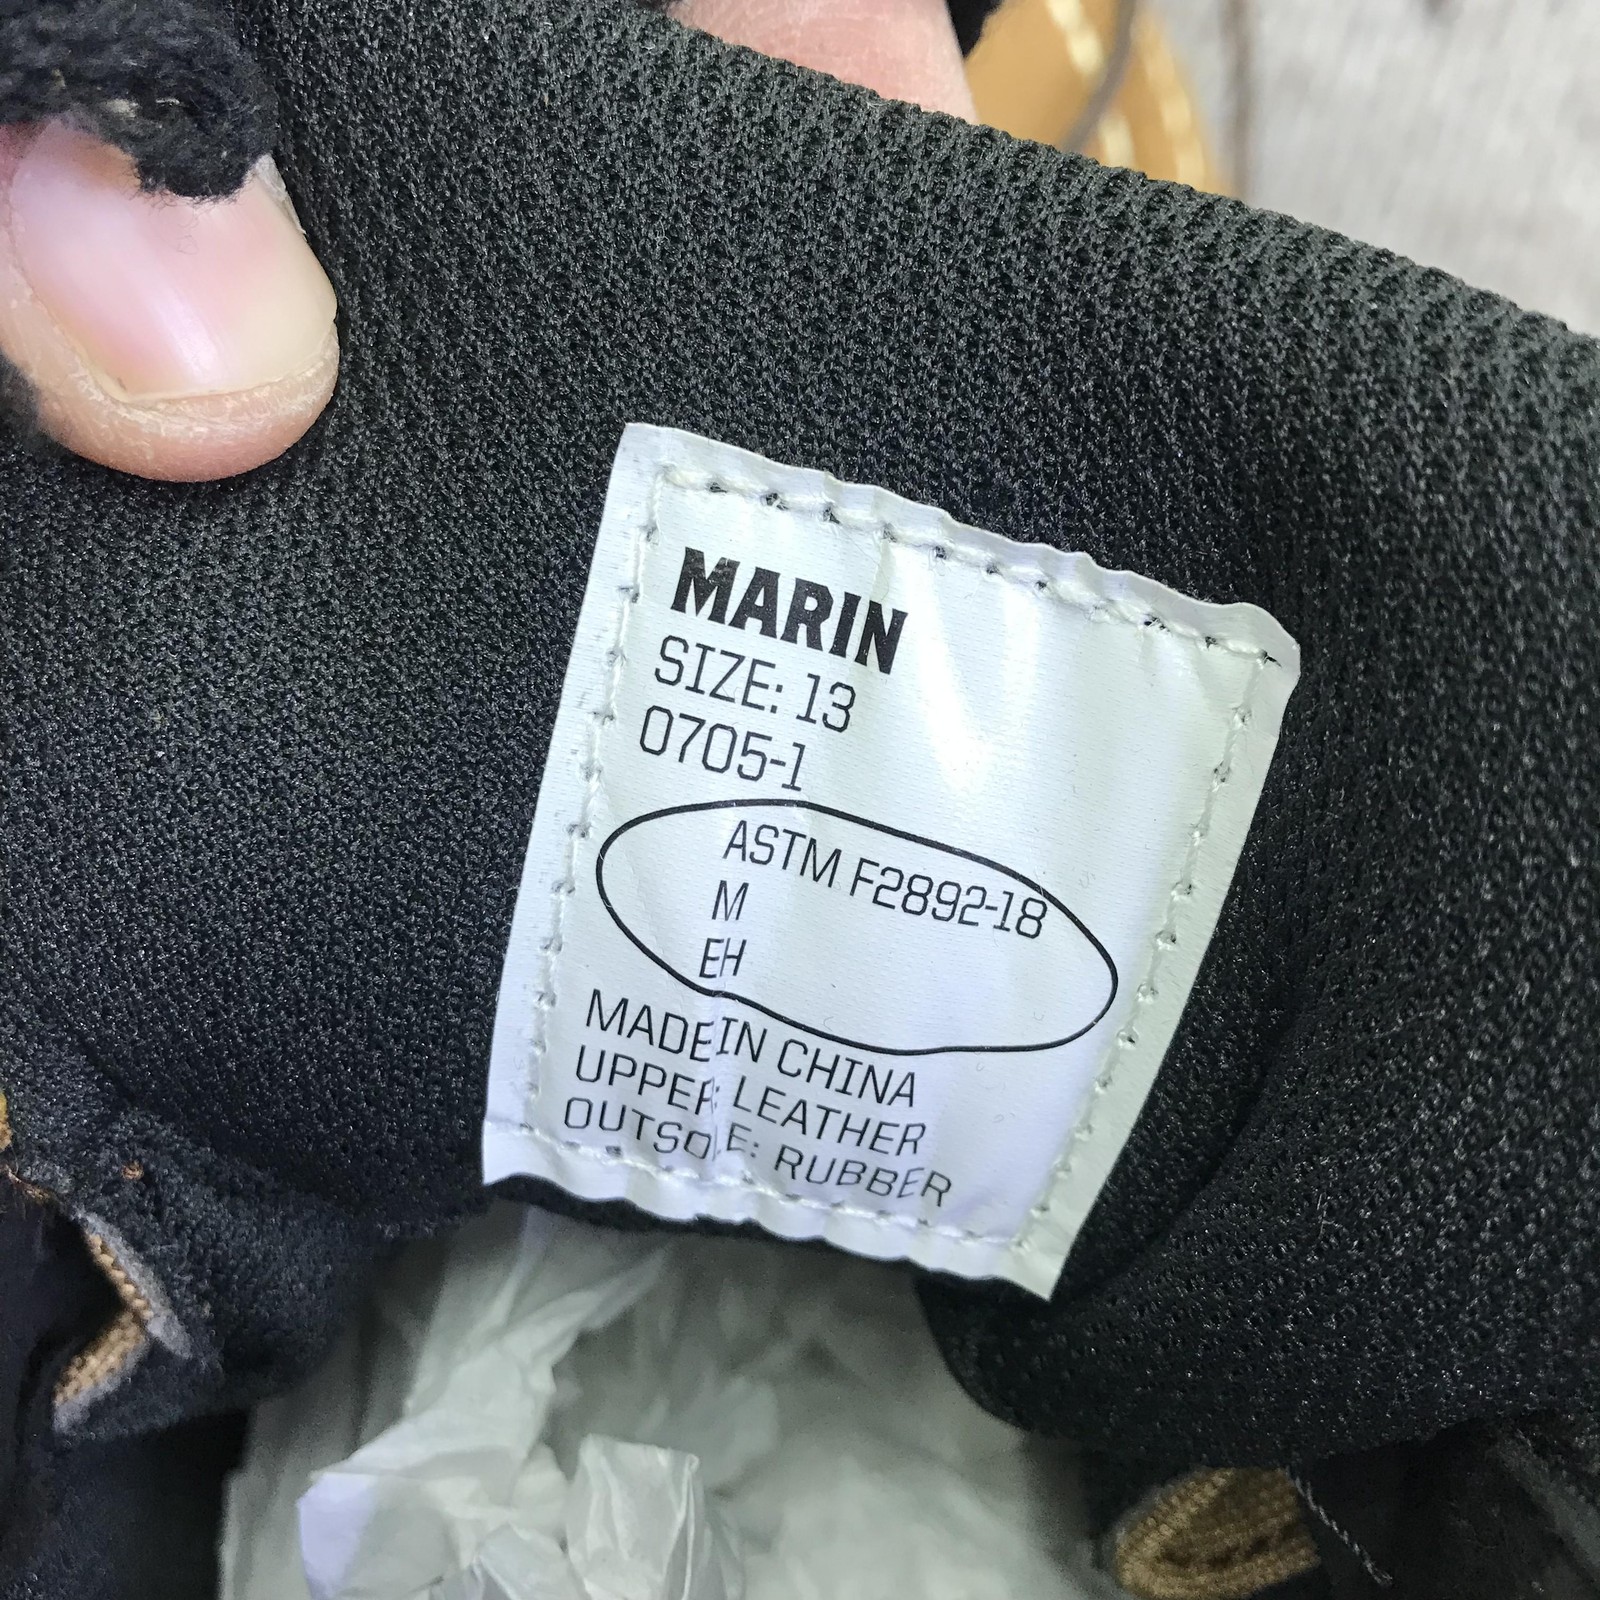 MARIN
SIZE: 13
0705-1
ASTM F2892-18
M
EH
MADE IN CHINA
UPPER: LEATHER
OUTSOLE: RUBBER